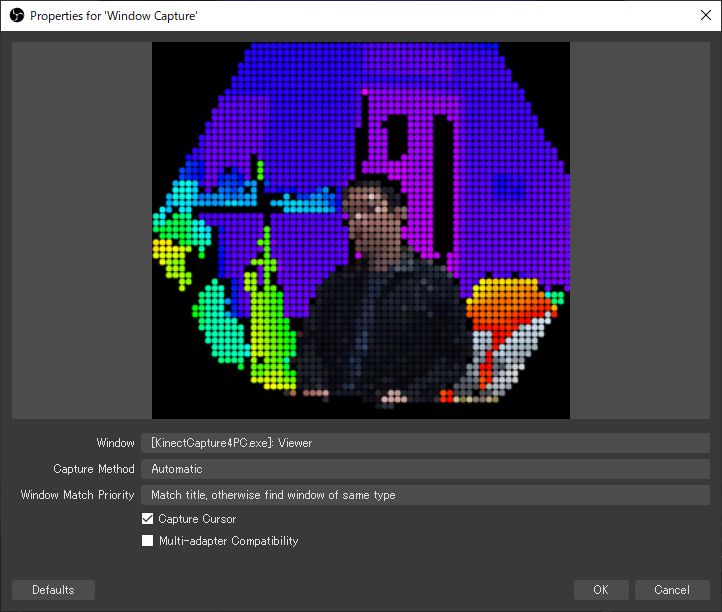 Properties for 'Window Capture'
Window [KinectCapture4PC.exe]: Viewer
Capture Method Automatic
Window Match Priority Match title, otherwise find window of same type
Capture Cursor
Multi-adapter Compatibility
Defaults OK Cancel